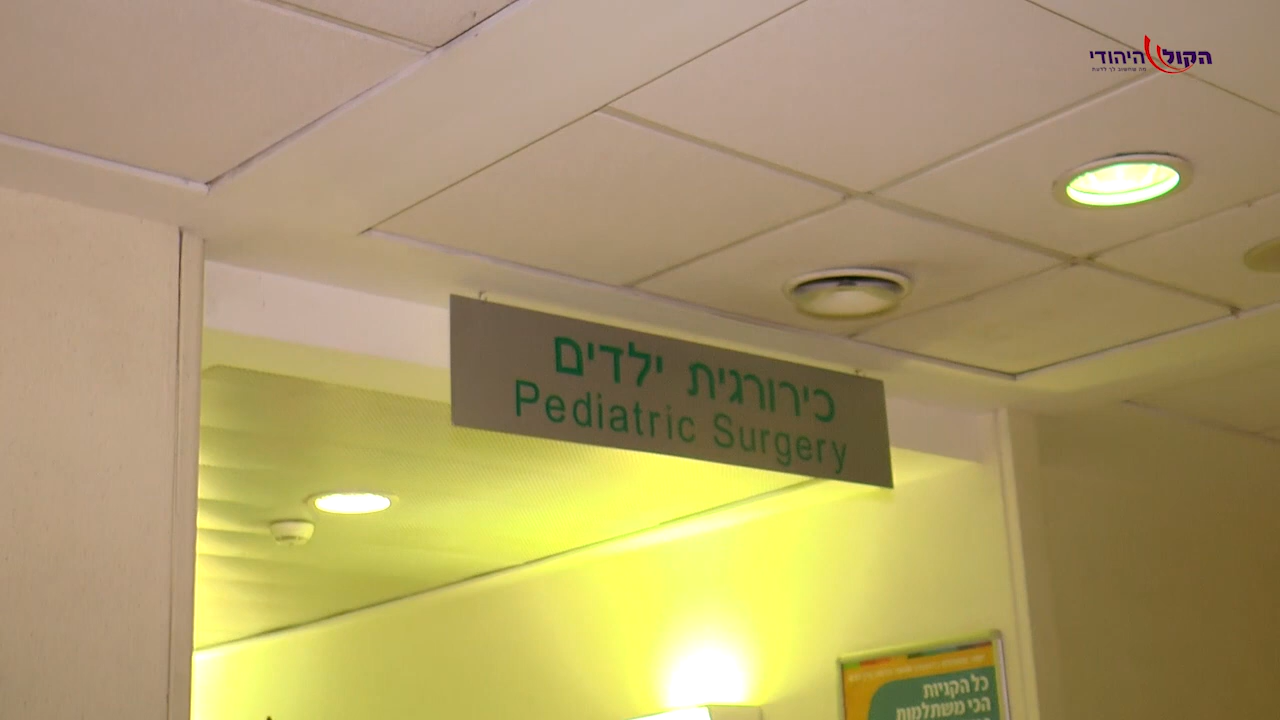 הקול היהודי
כירורגית ילדים
Pediatric Surgery
כל הקניות
הכי משתלמות